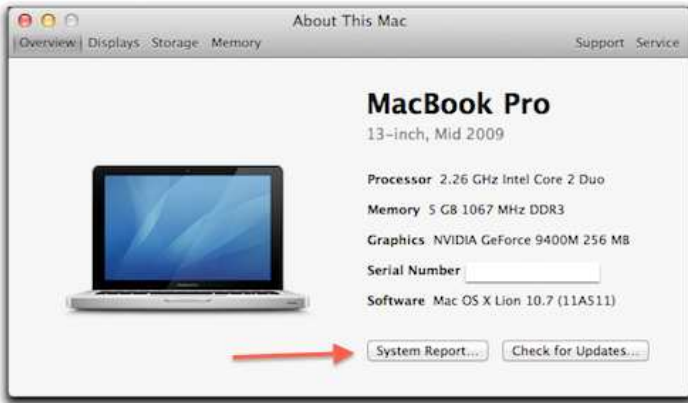 About This Mac
Overview Displays Storage Memory Support Service
MacBook Pro
13-inch, Mid 2009
Processor 2.26 GHz Intel Core 2 Duo
Memory 5 GB 1067 MHz DDR3
Graphics NVIDIA GeForce 9400M 256 MB
Serial Number
Software Mac OS X Lion 10.7 (11A511)
System Report... Check for Updates...